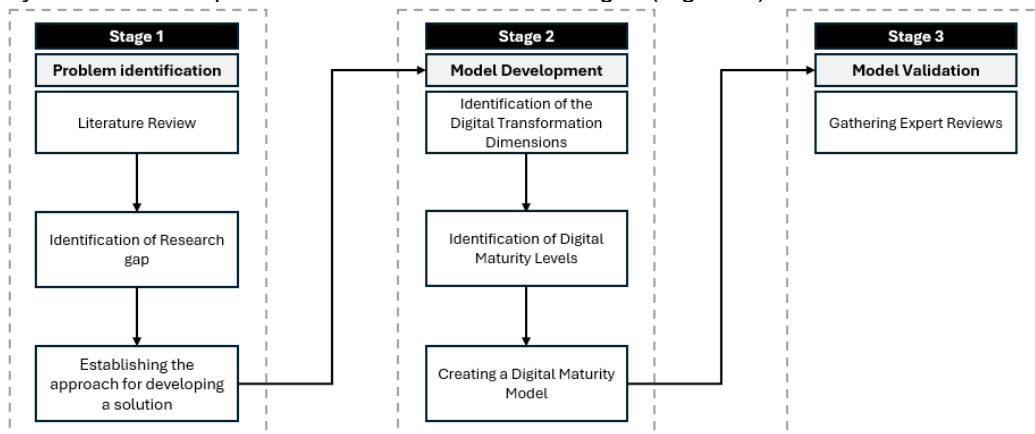 Stage 1
Problem identification
Literature Review
Identification of Research
gap
Establishing the
approach for developing
a solution
Stage 2
Model Development
Identification of the
Digital Transformation
Dimensions
Identification of Digital
Maturity Levels
Creating a Digital Maturity
Model
Stage 3
Model Validation
Gathering Expert Reviews